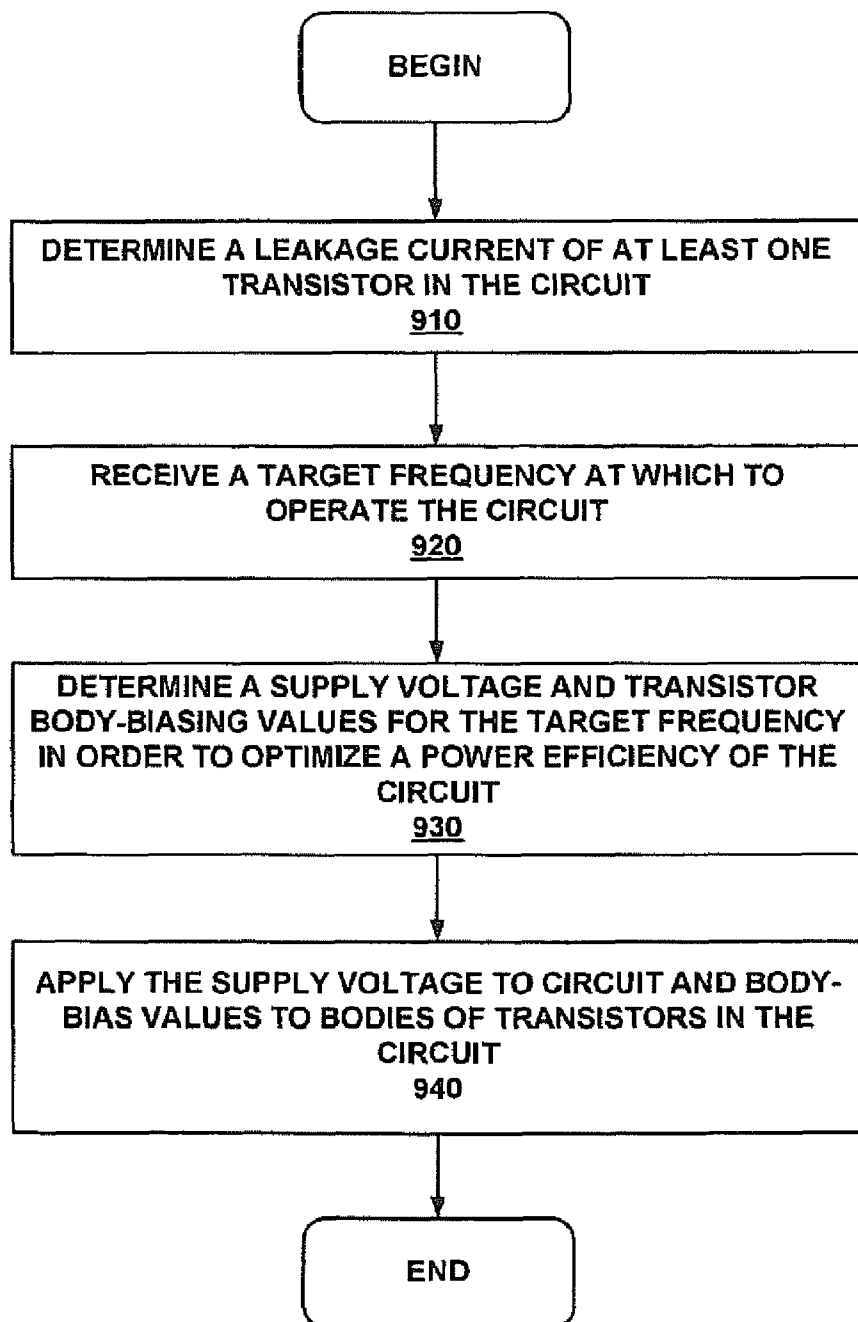 BEGIN
DETERMINE A LEAKAGE CURRENT OF AT LEAST ONE
TRANSISTOR IN THE CIRCUIT
910
RECEIVE A TARGET FREQUENCY AT WHICH TO
OPERATE THE CIRCUIT
920
DETERMINE A SUPPLY VOLTAGE AND TRANSISTOR
BODY-BIASING VALUES FOR THE TARGET FREQUENCY
IN ORDER TO OPTIMIZE A POWER EFFICIENCY OF THE
CIRCUIT
930
APPLY THE SUPPLY VOLTAGE TO CIRCUIT AND BODY-
BIAS VALUES TO BODIES OF TRANSISTORS IN THE
CIRCUIT
940
END